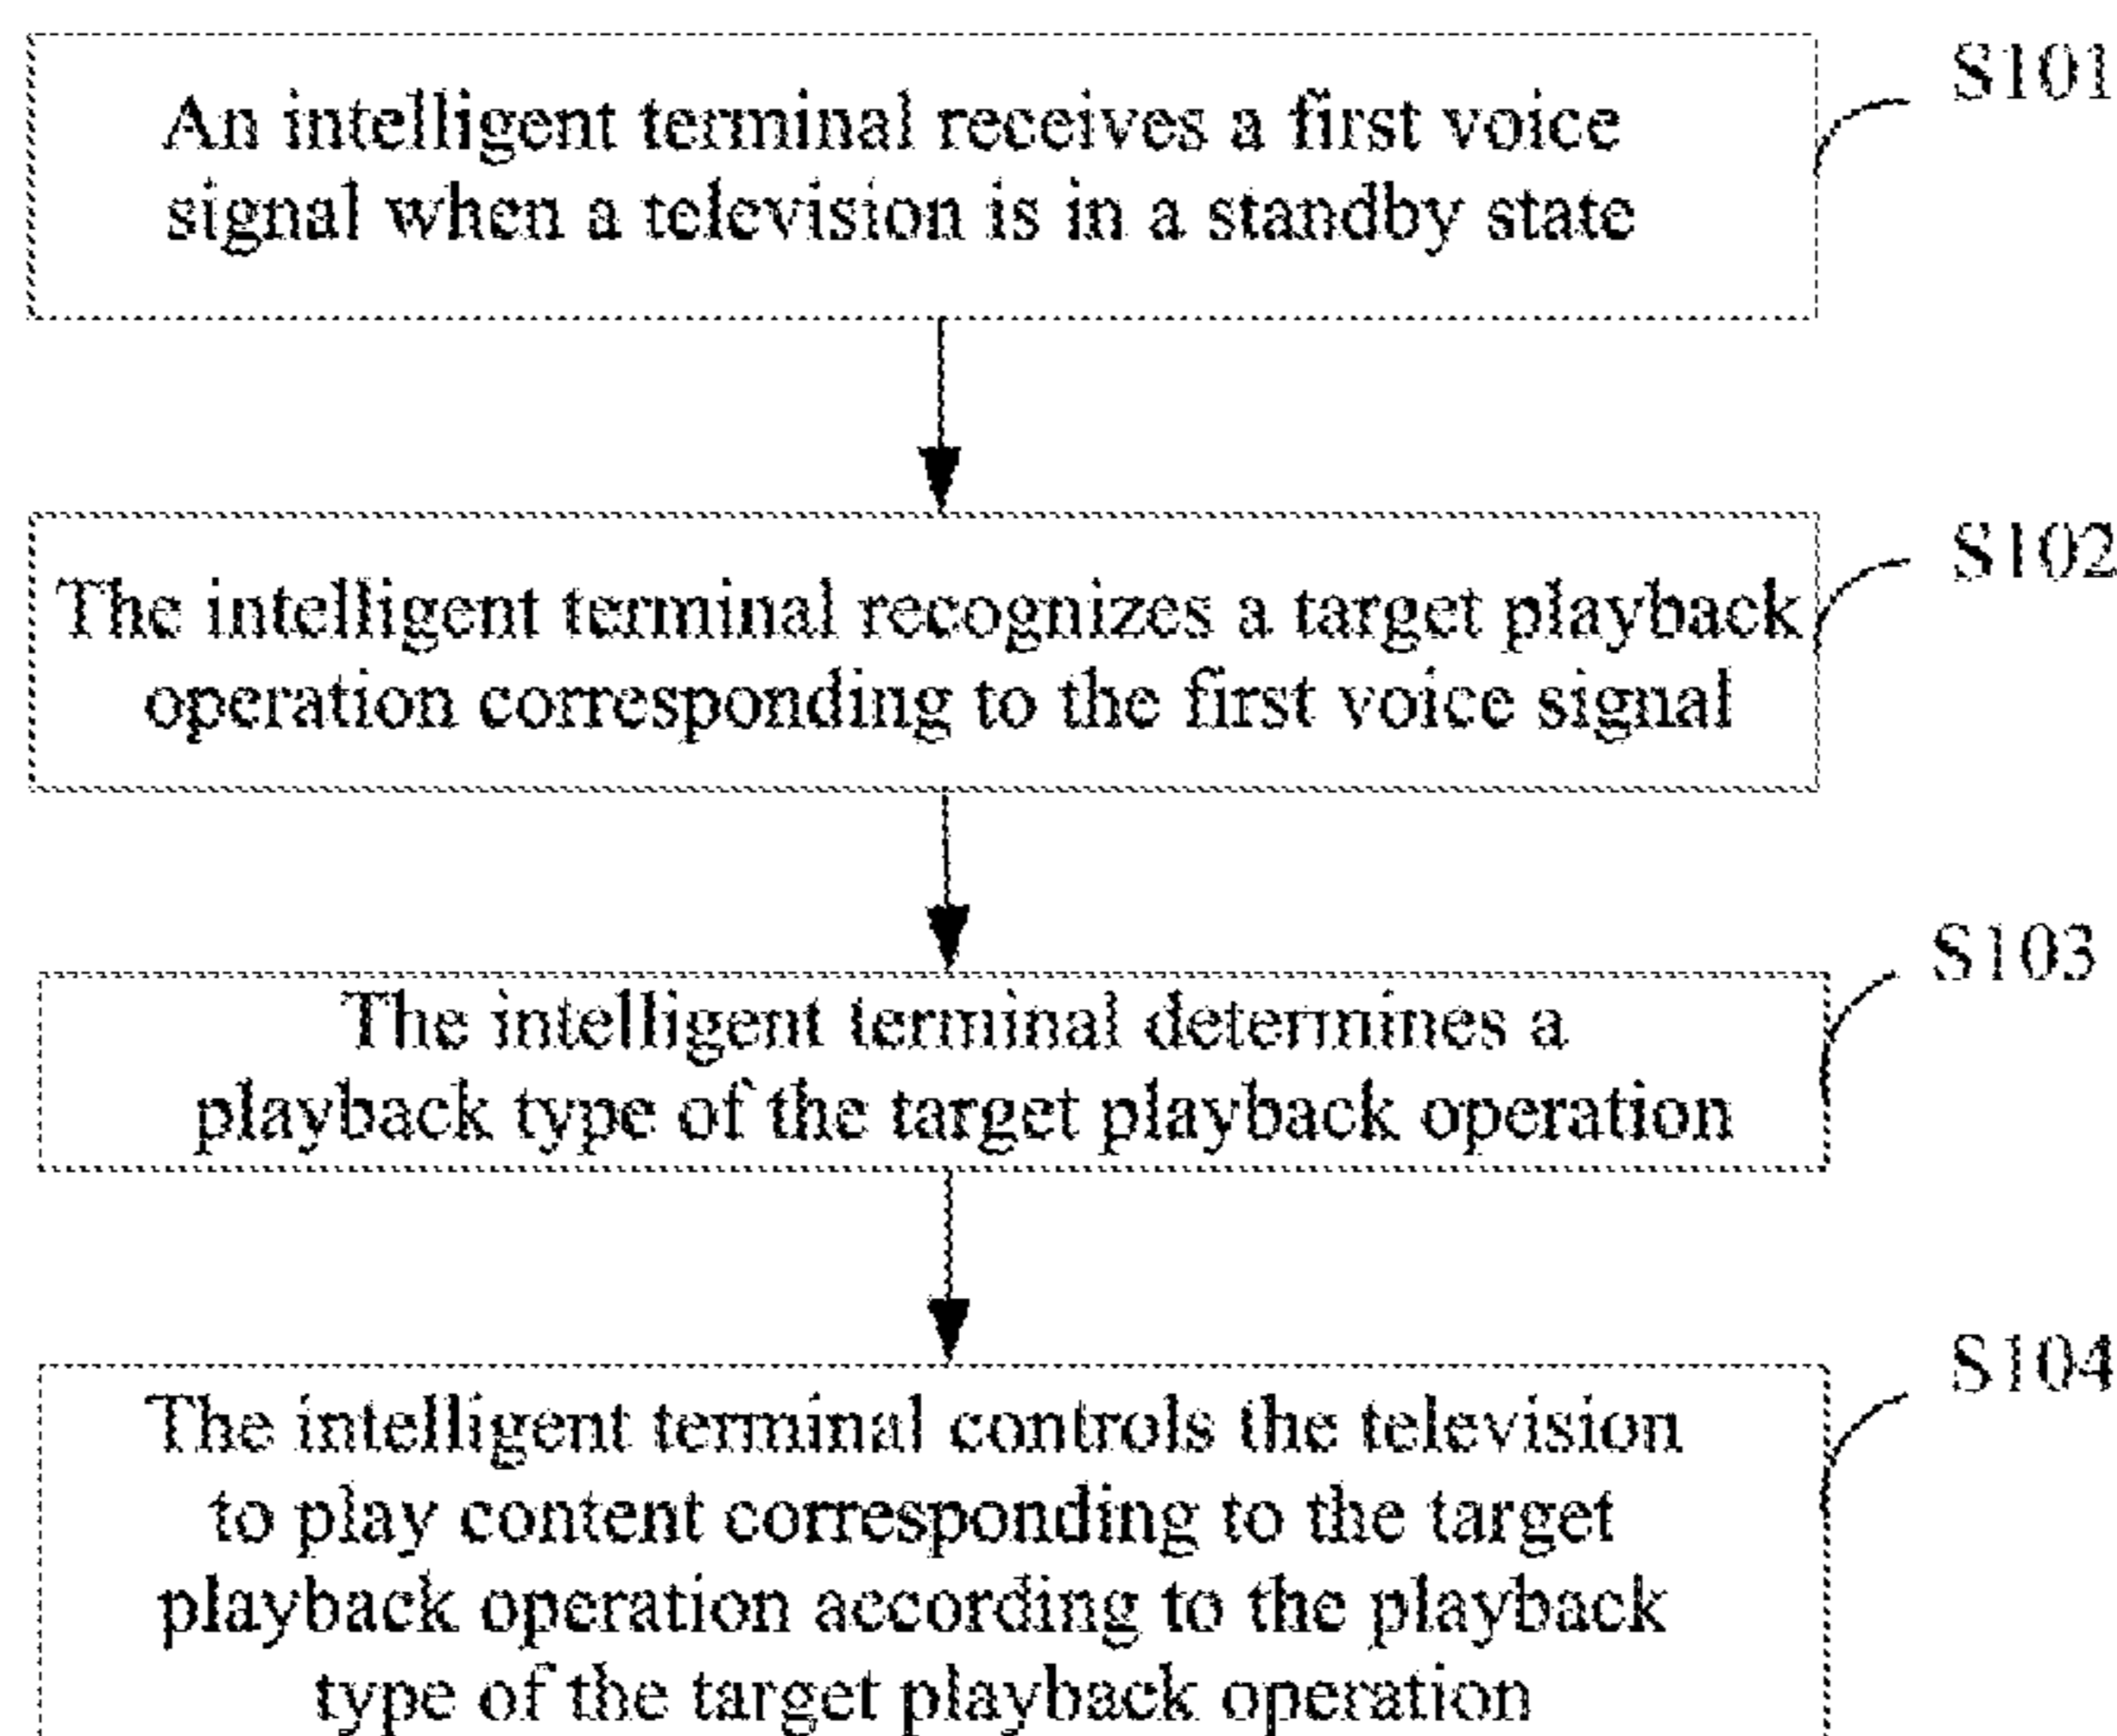 S101
An intelligent terminal receives a first voice
signal when a television is in a standby state
S102
The intelligent terminal recognizes a target playback
operation corresponding to the first voice signal
S103
The intelligent terminal determines a
playback type of the target playback operation
S104
The intelligent terminal controls the television
to play content corresponding to the target
playback operation according to the playback
type of the target playback operation